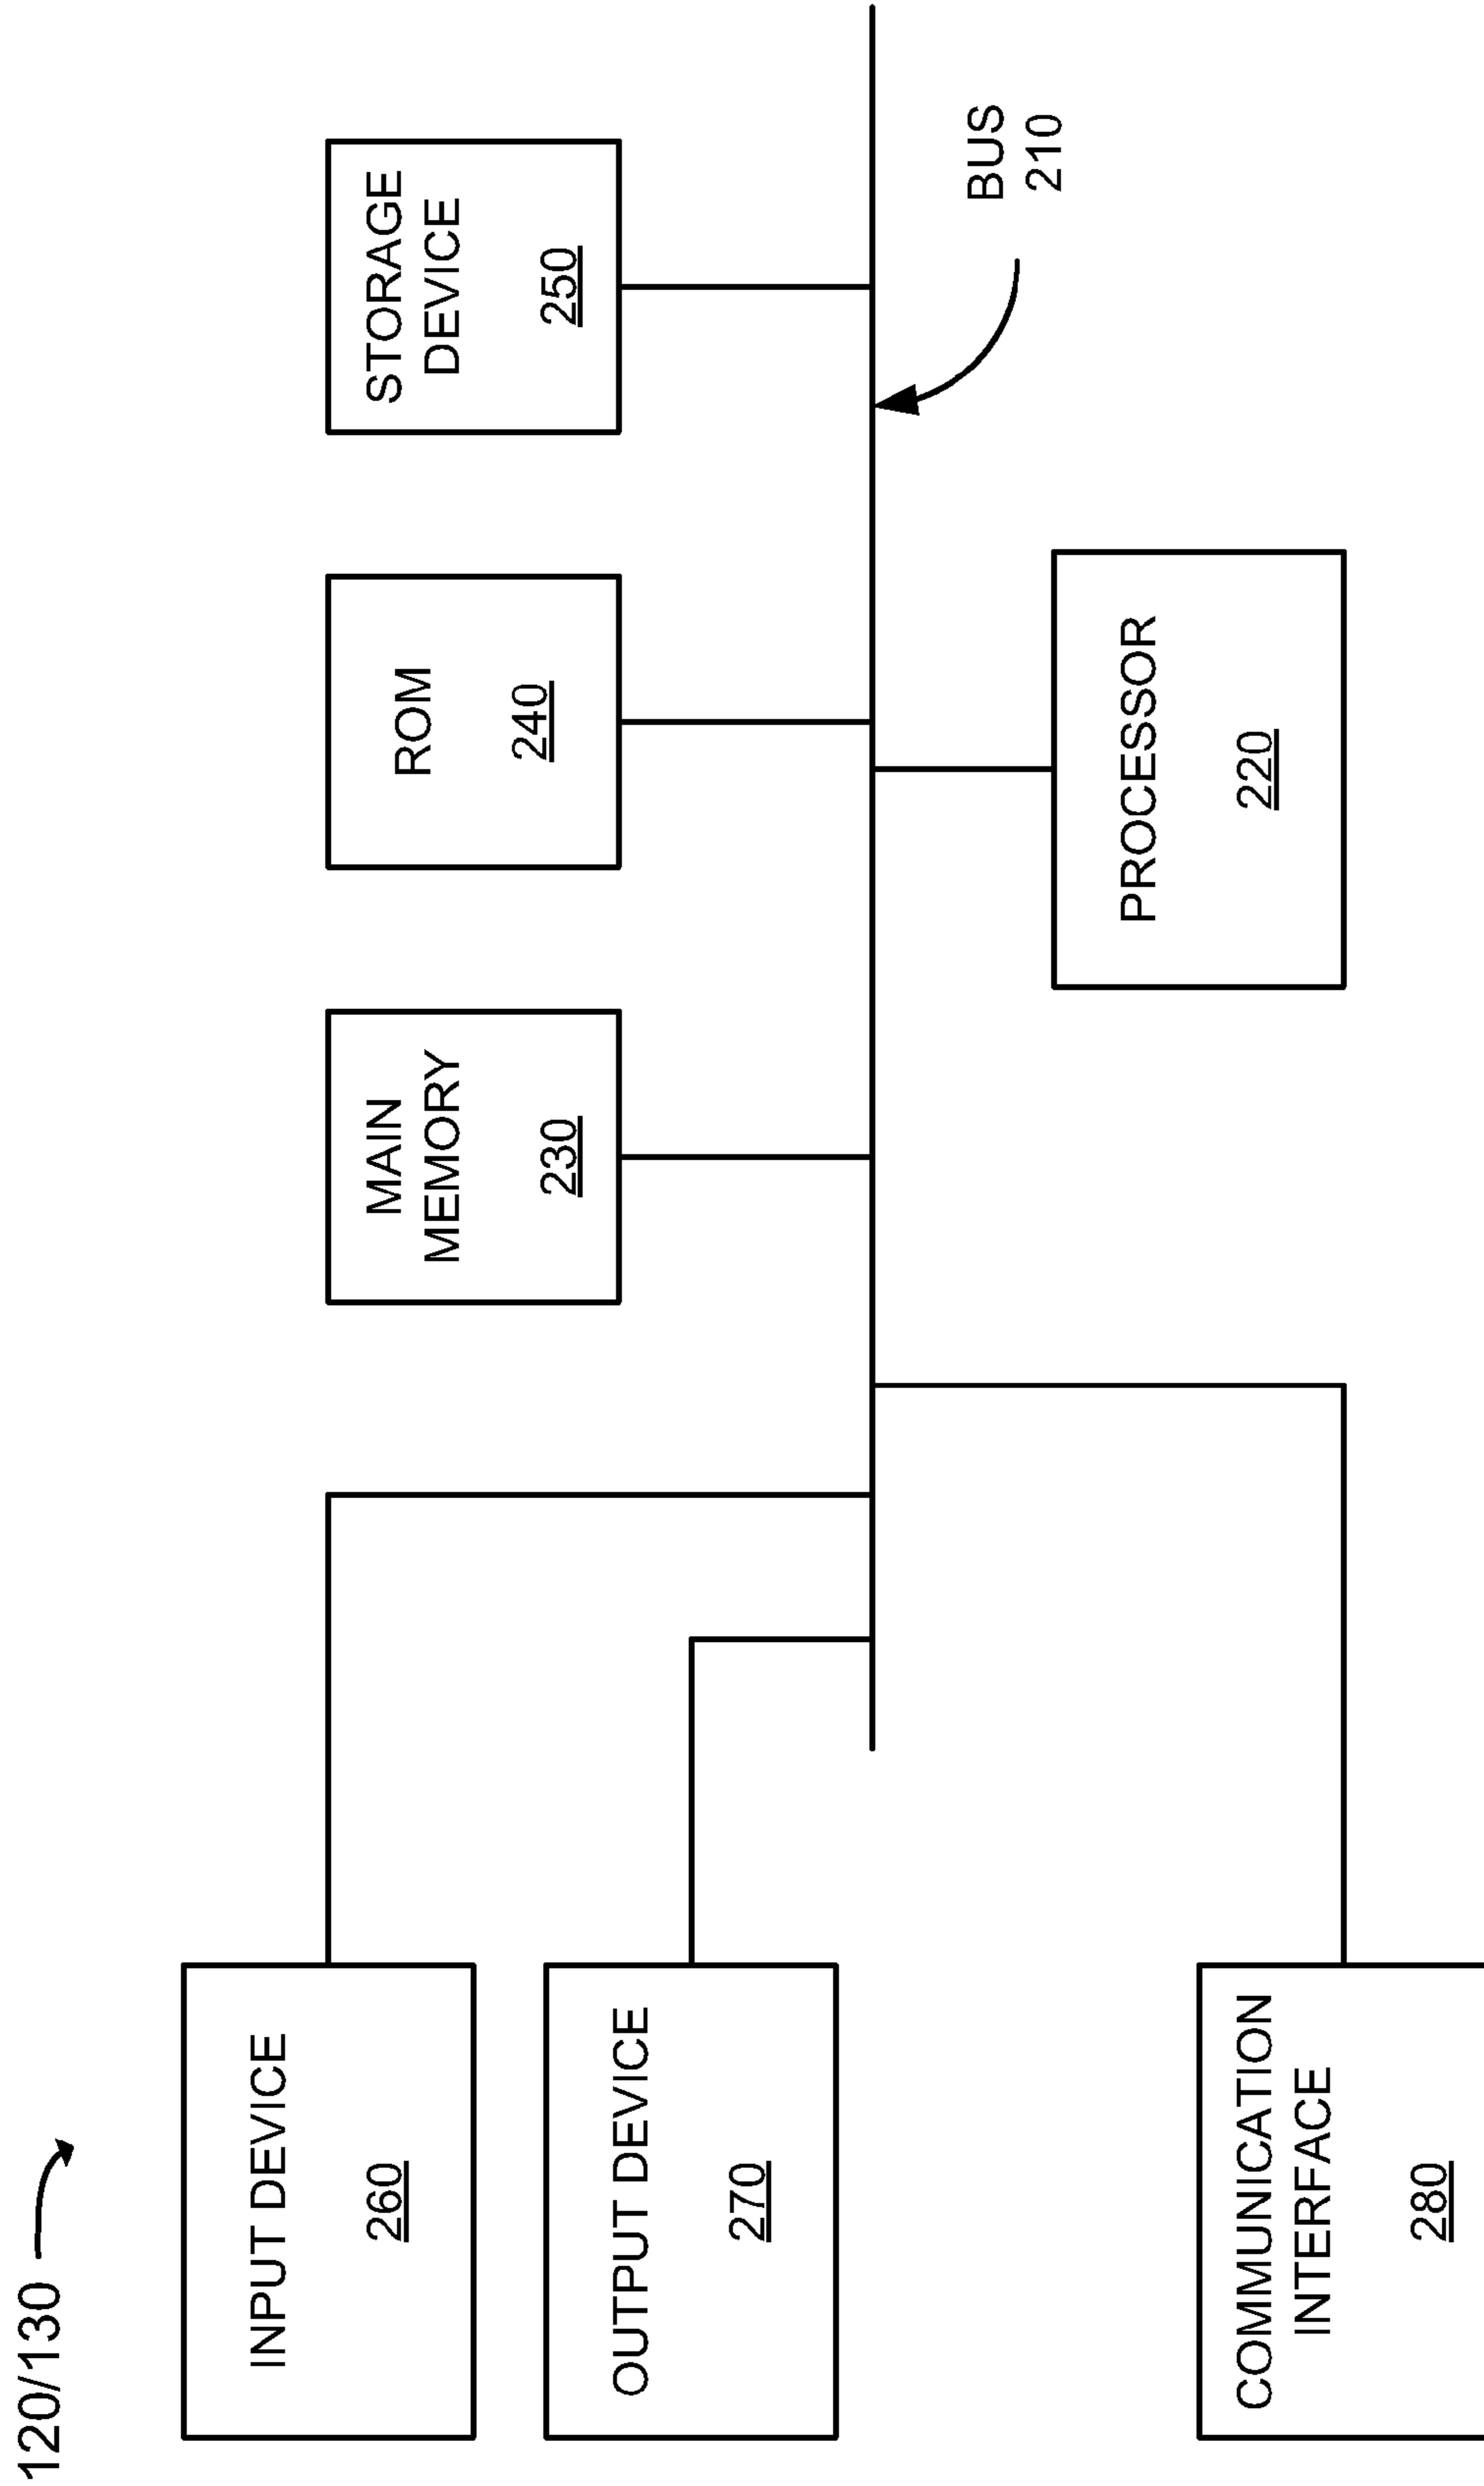 120/130
INPUT DEVICE
260
MAIN
MEMORY
230
ROM
240
STORAGE
DEVICE
250
OUTPUT DEVICE
270
BUS
210
COMMUNICATION
INTERFACE
280
PROCESSOR
220